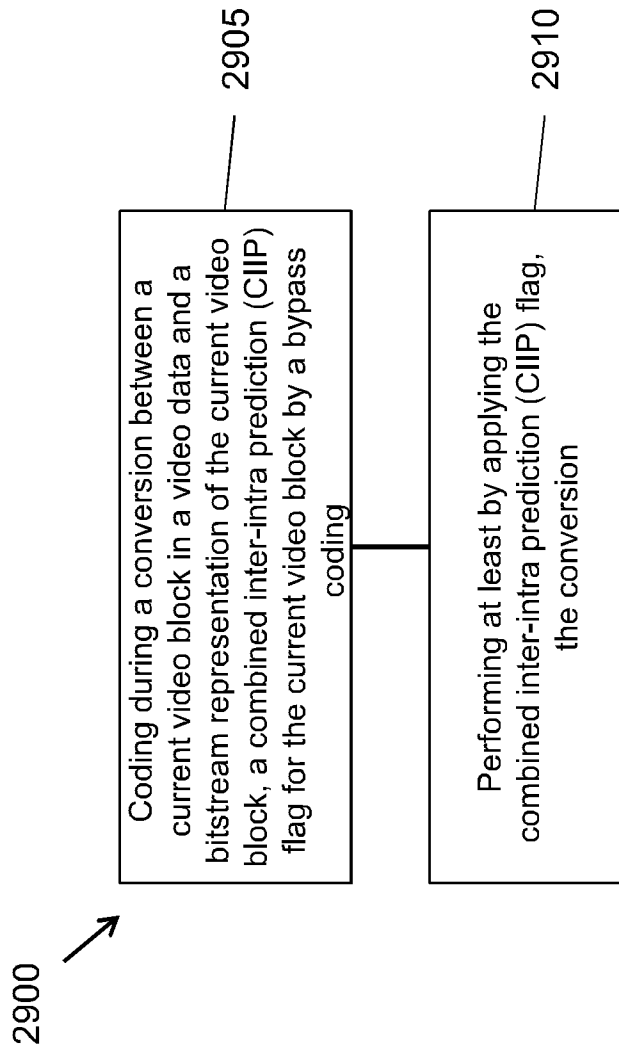 2900
Coding during a conversion between a
current video block in a video data and a
bitstream representation of the current video
block, a combined inter-intra prediction (CIIP)
flag for the current video block by a bypass
coding
2905
Performing at least by applying the
combined inter-intra prediction (CIIP) flag,
the conversion
2910